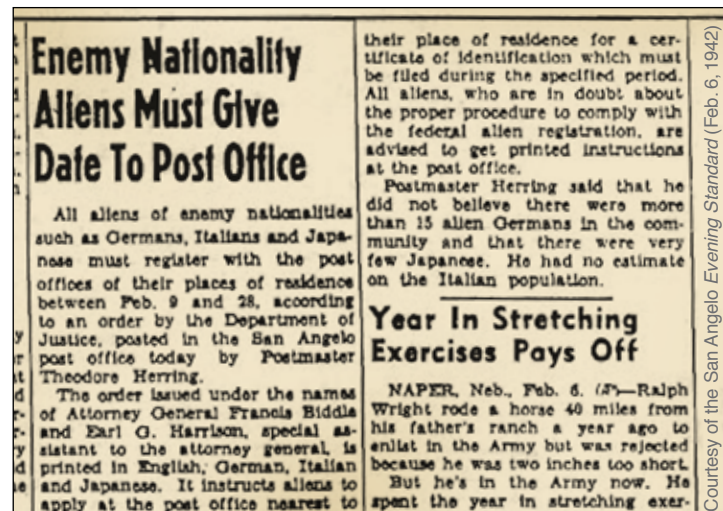 Enemy Nationality
Aliens Must Give
Date To Post Office
All aliens of enemy nationalities
such as Germans, Italians and Japa-
nese must register with the post
offices of their places of residence
between Feb. 9 and 28, according
to an order by the Department of
Justice, posted in the San Angelo
post office today by Postmaster
Theodore Herring.
The order issued under the names
of Attorney General Francis Biddle
and Earl G. Harrison, special as-
sistant to the attorney general, is
printed in English, German, Italian
and Japanese. It instructs aliens to
apply at the post office nearest to
their place of residence for a cer-
tificate of identification which must
be filed during the specified period.
All aliens, who are in doubt about
the proper procedure to comply with
the federal alien registration, are
advised to get printed instructions
at the post office.
Postmaster Herring said that he
did not believe there were more
than 15 alien Germans in the com-
munity and that there were very
few Japanese. He had no estimate
on the Italian population.
Year In Stretching
Exercises Pays Off
NAPER, Neb., Feb. 6. (AP)—Ralph
Wright rode a horse 40 miles from
his father's ranch a year ago to
enlist in the Army but was rejected
because he was two inches too short.
But he's in the Army now. He
spent the year in stretching exer-
Courtesy of the San Angelo Evening Standard (Feb. 6, 1942)